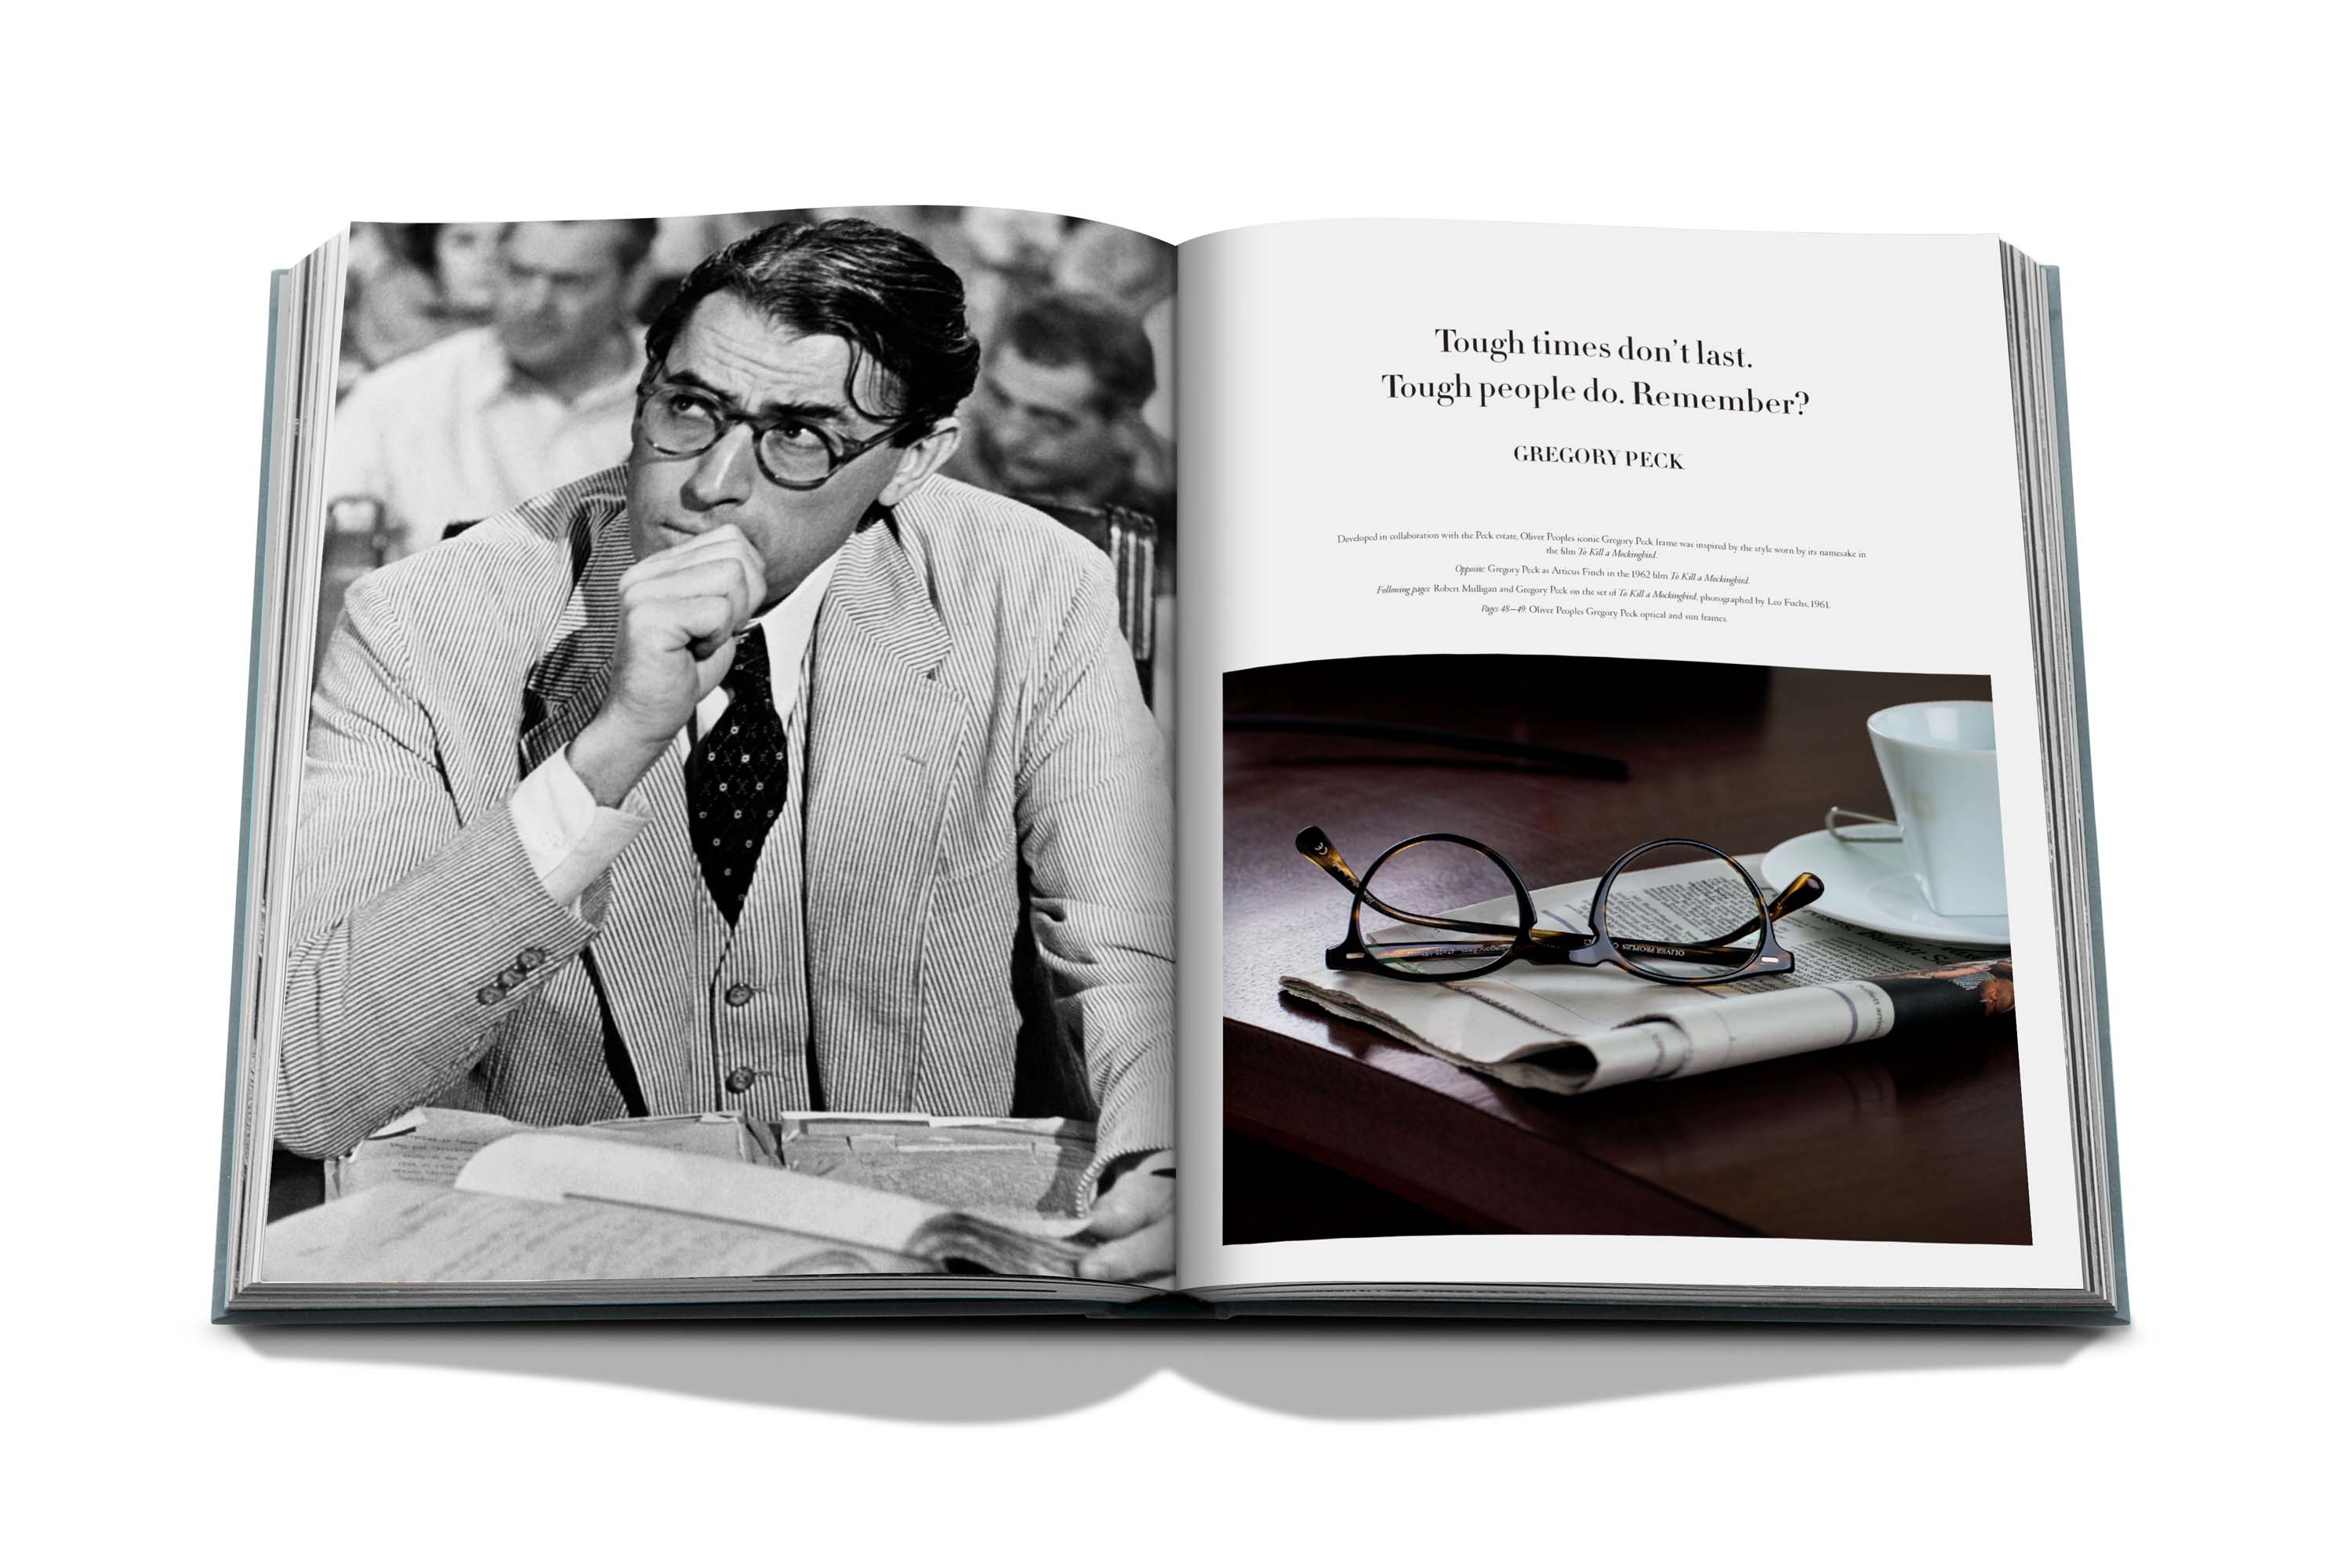 Tough times don't last.
Tough people do. Remember?
GREGORY PECK
Developed in collaboration with the Peck estate, Oliver Peoples iconic Gregory Peck frame was inspired by the style worn by its namesake in
the film To Kill a Mockingbird.
Opposite: Gregory Peck as Atticus Finch in the 1962 film To Kill a Mockingbird.
Following pages: Robert Mulligan and Gregory Peck on the set of To Kill a Mockingbird, photographed by Leo Fuchs, 1961.
Pages 48–49: Oliver Peoples Gregory Peck optical and sun frames.
OLIVER PEOPLES